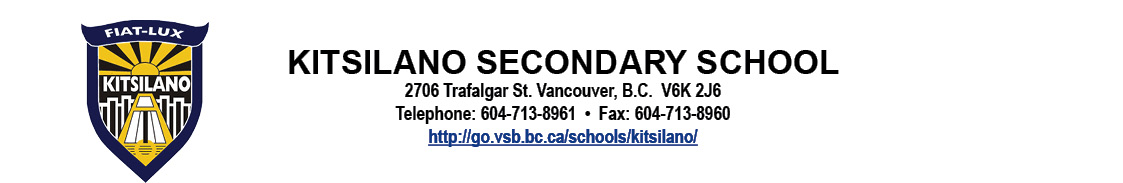 FIAT-LUX
KITSILANO
KITSILANO SECONDARY SCHOOL
2706 Trafalgar St. Vancouver, B.C.  V6K 2J6
Telephone: 604-713-8961  •  Fax: 604-713-8960
http://go.vsb.bc.ca/schools/kitsilano/